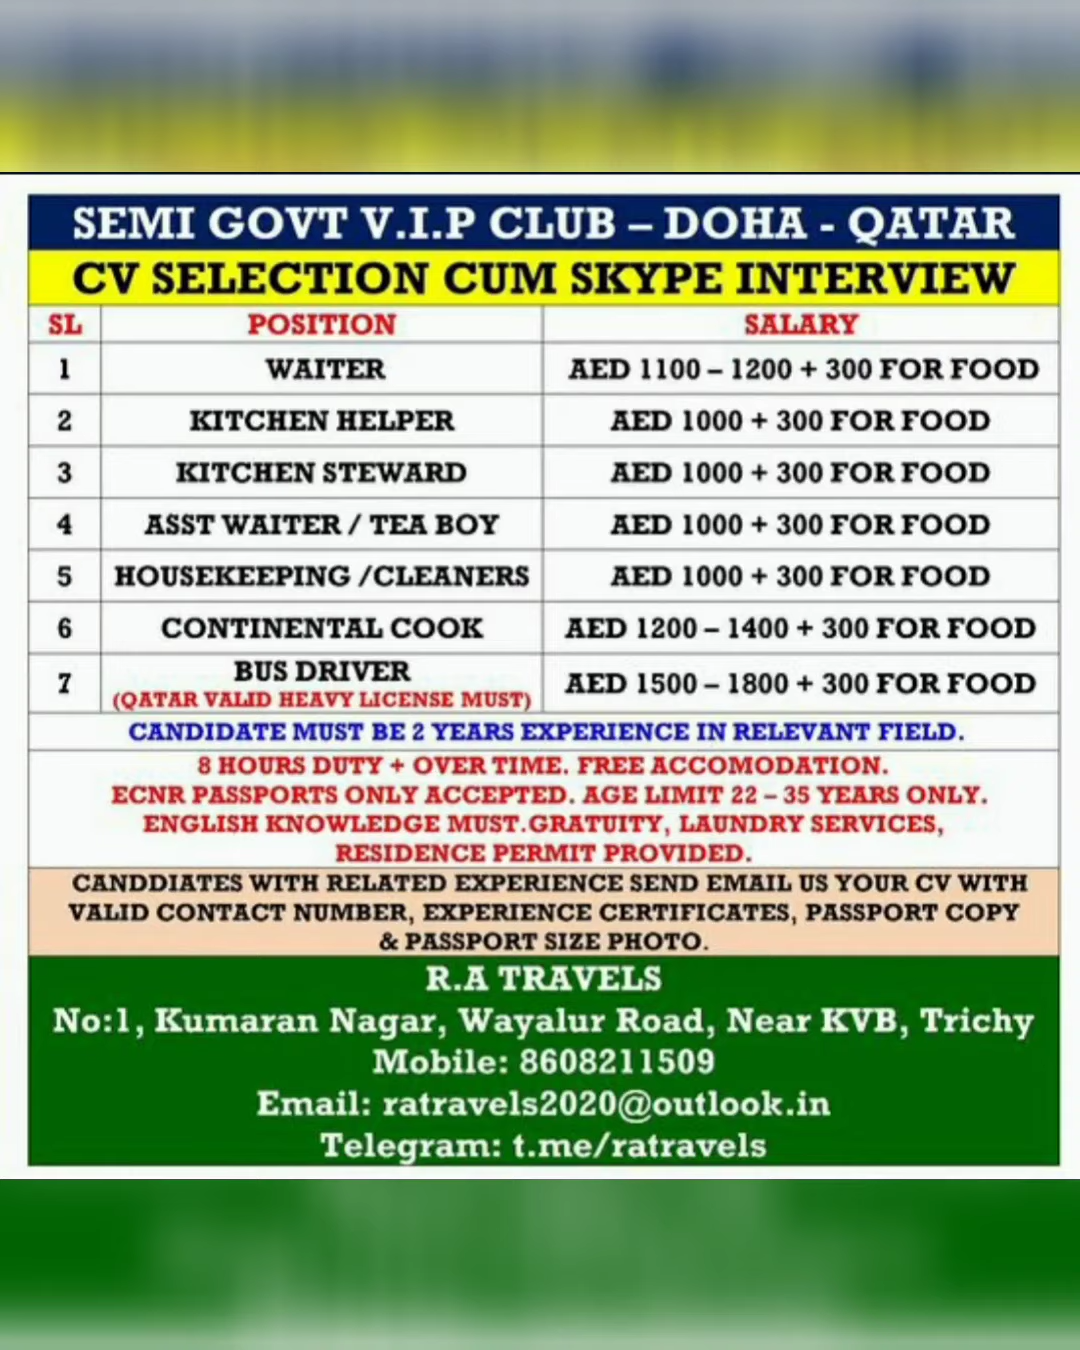 SEMI GOVT V.I.P CLUB – DOHA - QATAR
CV SELECTION CUM SKYPE INTERVIEW
SL POSITION SALARY
1 WAITER AED 1100 – 1200 + 300 FOR FOOD
2 KITCHEN HELPER AED 1000 + 300 FOR FOOD
3 KITCHEN STEWARD AED 1000 + 300 FOR FOOD
4 ASST WAITER / TEA BOY AED 1000 + 300 FOR FOOD
5 HOUSEKEEPING /CLEANERS AED 1000 + 300 FOR FOOD
6 CONTINENTAL COOK AED 1200 – 1400 + 300 FOR FOOD
7 BUS DRIVER AED 1500 – 1800 + 300 FOR FOOD
(QATAR VALID HEAVY LICENSE MUST)
CANDIDATE MUST BE 2 YEARS EXPERIENCE IN RELEVANT FIELD.
8 HOURS DUTY + OVER TIME. FREE ACCOMODATION.
ECNR PASSPORTS ONLY ACCEPTED. AGE LIMIT 22 – 35 YEARS ONLY.
ENGLISH KNOWLEDGE MUST.GRATUITY, LAUNDRY SERVICES,
RESIDENCE PERMIT PROVIDED.
CANDDIATES WITH RELATED EXPERIENCE SEND EMAIL US YOUR CV WITH
VALID CONTACT NUMBER, EXPERIENCE CERTIFICATES, PASSPORT COPY
& PASSPORT SIZE PHOTO.
R.A TRAVELS
No:1, Kumaran Nagar, Wayalur Road, Near KVB, Trichy
Mobile: 8608211509
Email: ratravels2020@outlook.in
Telegram: t.me/ratravels